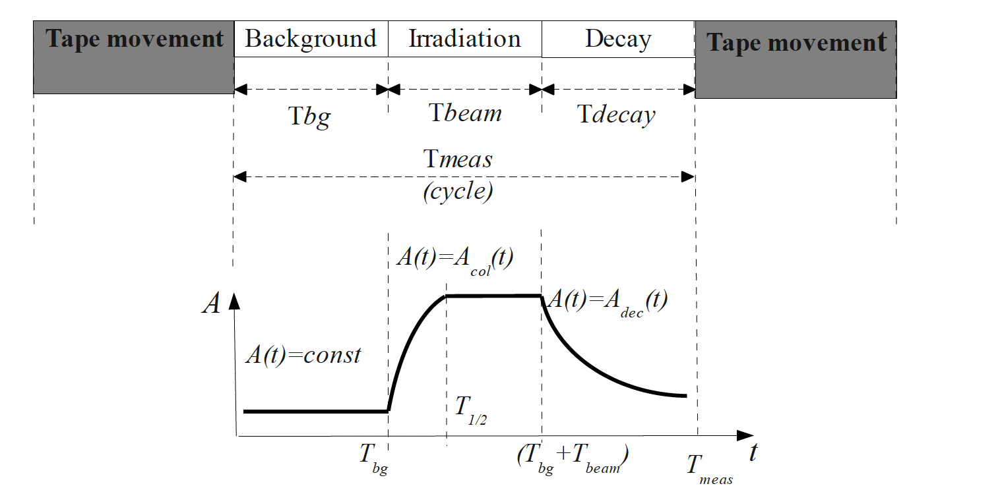 Tape movement Background Irradiation Decay Tape movement
Tbg Tbeam Tdecay
Tmeas
(cycle)
A(t)=A_col(t)
A A(t)=A_dec(t)
A(t)=const
T_1/2
T_bg (T_bg+T_beam) T_meas t